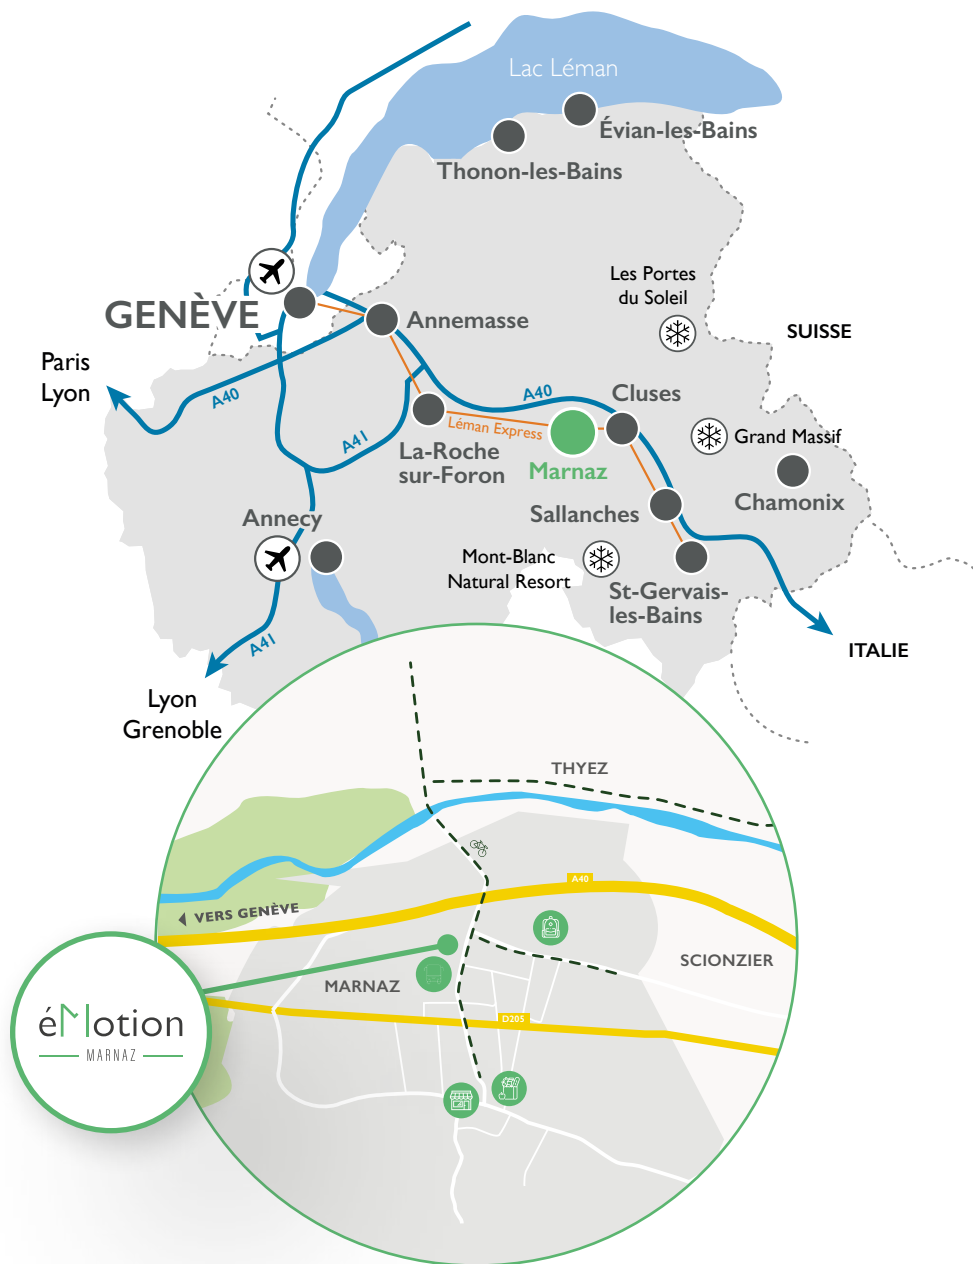 Lac Léman
Évian-les-Bains
Thonon-les-Bains
Les Portes
du Soleil
GENÈVE
Annemasse
SUISSE
Paris
Lyon
A40
A40
Cluses
A41
Léman Express
La-Roche
sur-Foron
Marnaz
Grand Massif
Chamonix
Annecy
Sallanches
Mont-Blanc
Natural Resort
St-Gervais-
les-Bains
A41
ITALIE
Lyon
Grenoble
THYEZ
A40
VERS GENÈVE
SCIONZIER
MARNAZ
D205
éMotion
MARNAZ